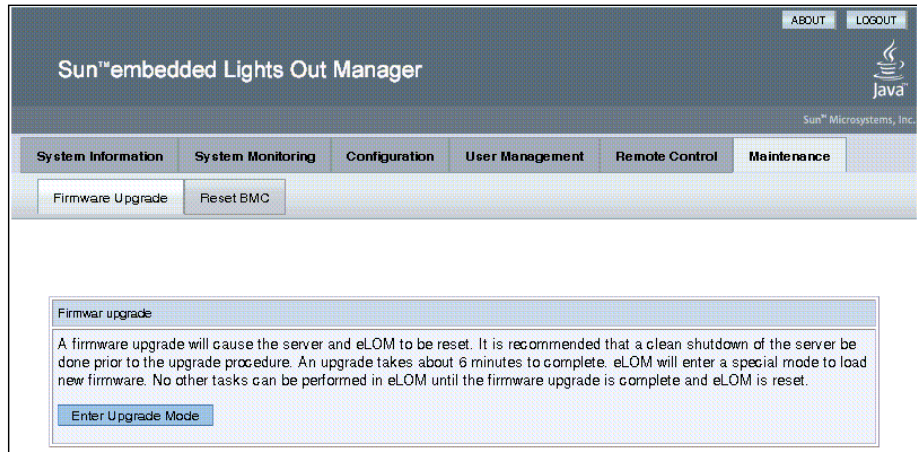 ABOUT LOGOUT
Sun™embedded Lights Out Manager
Java™
Sun™ Microsystems, Inc.
System Information System Monitoring Configuration User Management Remote Control Maintenance
Firmware Upgrade Reset BMC
Firmwar upgrade
A firmware upgrade will cause the server and eLOM to be reset. It is recommended that a clean shutdown of the server be
done prior to the upgrade procedure. An upgrade takes about 6 minutes to complete. eLOM will enter a special mode to load
new firmware. No other tasks can be performed in eLOM until the firmware upgrade is complete and eLOM is reset.
Enter Upgrade Mode